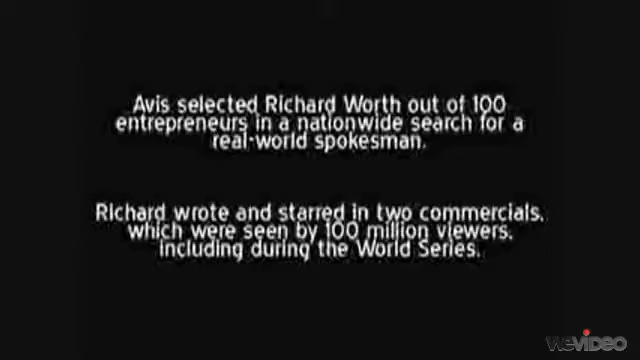 Avis selected Richard Worth out of 100
entrepreneurs in a nationwide search for a
real-world spokesman.
Richard wrote and starred in two commercials,
which were seen by 100 million viewers,
including during the World Series.
WEVIDEO